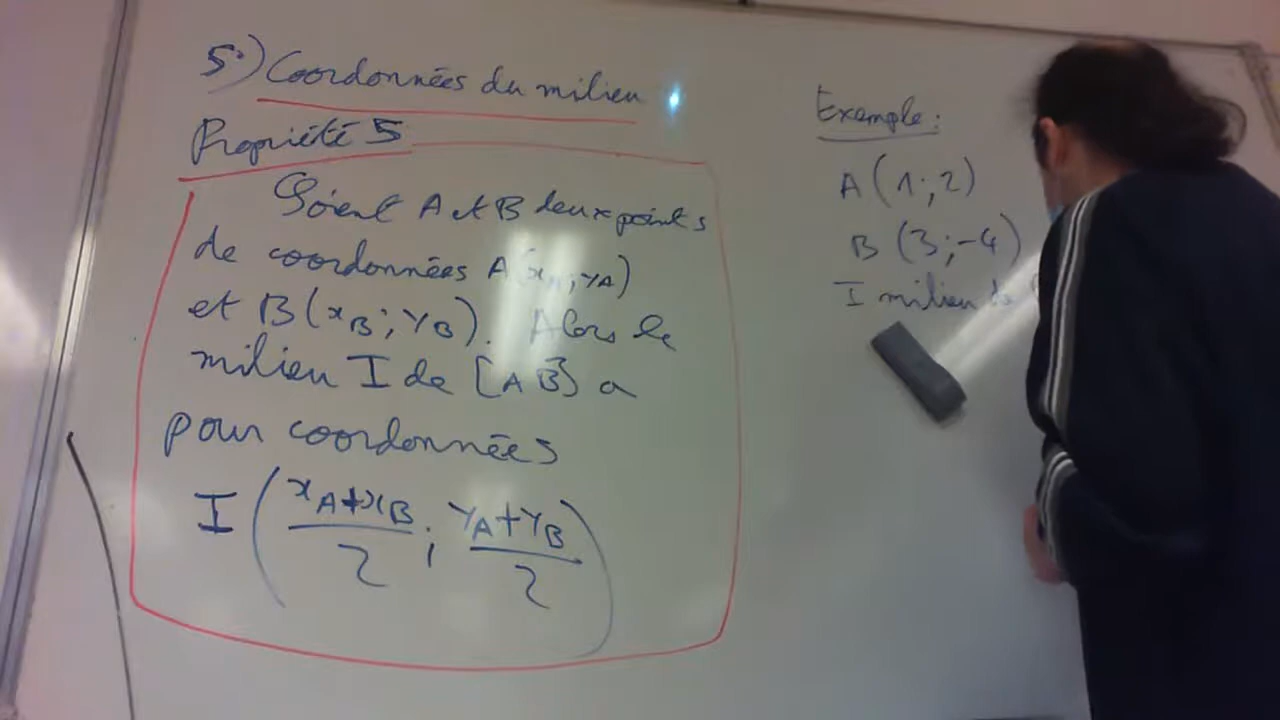 5°) Coordonnées du milieu
Propriété 5
Soient A et B deux points
de coordonnées A(xA; yA)
et B(xB; yB). Alors le
milieu I de [AB] a
pour coordonnées
I ( (xA+xB)/2 ; (yA+yB)/2 )
Exemple:
A(1; 2)
B(3; -4)
I milieu de